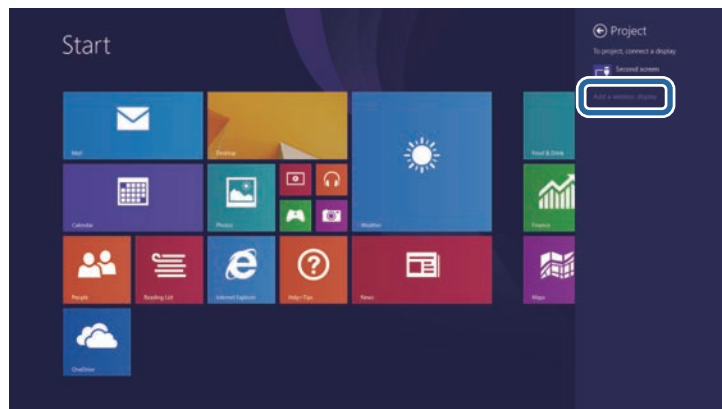 Start
Project
To project, connect a display
Second screen
Add a wireless display
Mail
Desktop
Food & Drink
Calendar
Photos
Weather
Finance
People
Reading List
Internet Explorer
Help+Tips
News
Maps
OneDrive